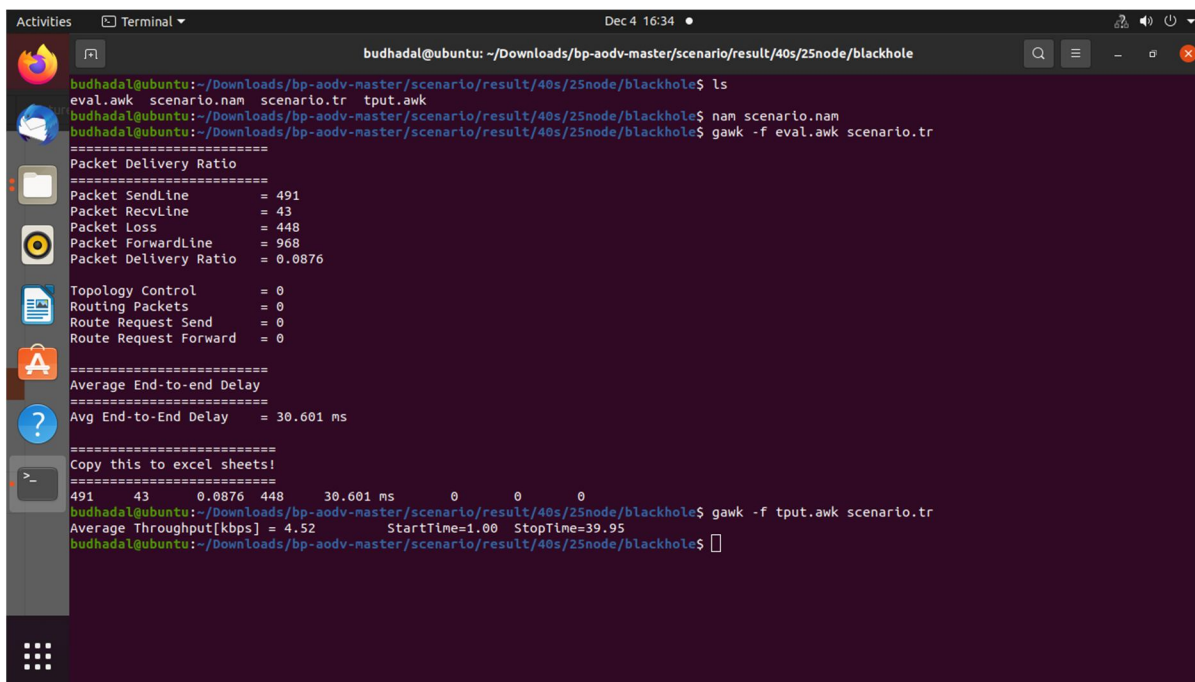 Activities Terminal Dec 4 16:34
budhadal@ubuntu: ~/Downloads/bp-aodv-master/scenario/result/40s/25node/blackhole
budhadal@ubuntu:~/Downloads/bp-aodv-master/scenario/result/40s/25node/blackhole$ ls
eval.awk scenario.nam scenario.tr tput.awk
budhadal@ubuntu:~/Downloads/bp-aodv-master/scenario/result/40s/25node/blackhole$ nam scenario.nam
budhadal@ubuntu:~/Downloads/bp-aodv-master/scenario/result/40s/25node/blackhole$ gawk -f eval.awk scenario.tr
=========================
Packet Delivery Ratio
=========================
Packet SendLine = 491
Packet RecvLine = 43
Packet Loss = 448
Packet ForwardLine = 968
Packet Delivery Ratio = 0.0876
Topology Control = 0
Routing Packets = 0
Route Request Send = 0
Route Request Forward = 0
=========================
Average End-to-end Delay
=========================
Avg End-to-End Delay = 30.601 ms
==========================
Copy this to excel sheets!
==========================
491 43 0.0876 448 30.601 ms 0 0 0
budhadal@ubuntu:~/Downloads/bp-aodv-master/scenario/result/40s/25node/blackhole$ gawk -f tput.awk scenario.tr
Average Throughput[kbps] = 4.52 StartTime=1.00 StopTime=39.95
budhadal@ubuntu:~/Downloads/bp-aodv-master/scenario/result/40s/25node/blackhole$